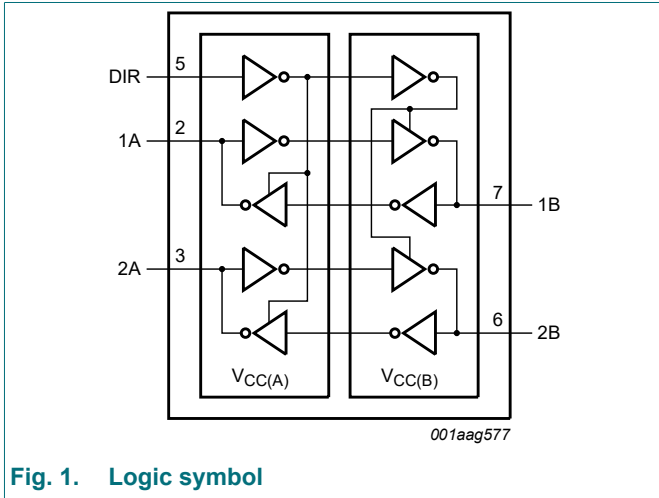 DIR 5
1A 2
7 1B
2A 3
6 2B
VCC(A) VCC(B)
001aag577
Fig. 1. Logic symbol